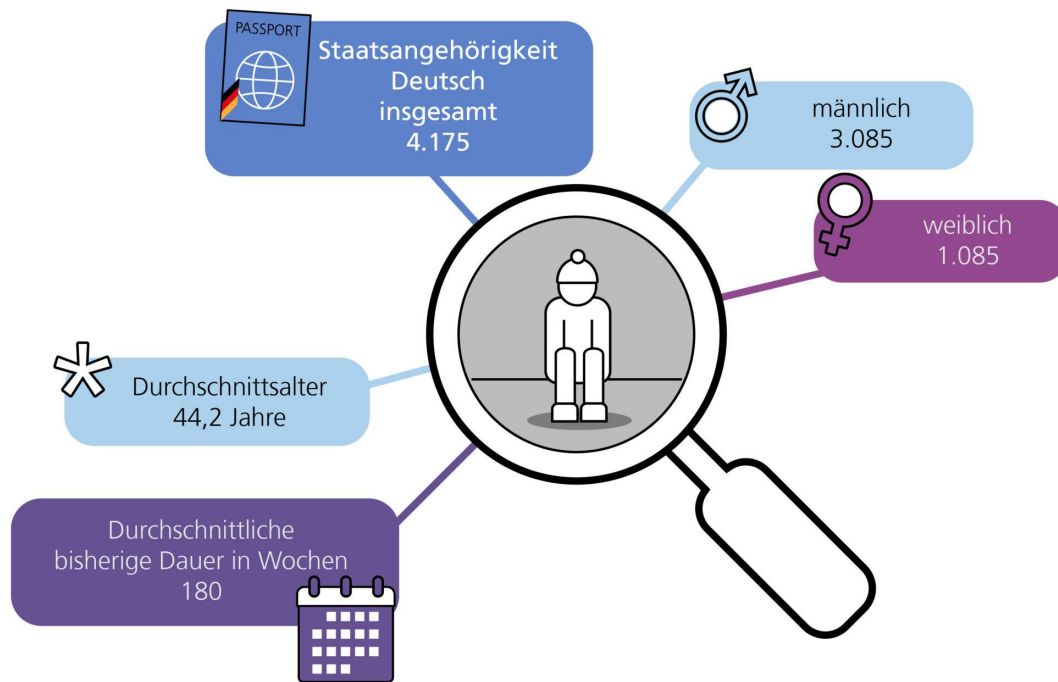 PASSPORT
Staatsangehörigkeit
Deutsch
insgesamt
4.175
männlich
3.085
weiblich
1.085
Durchschnittsalter
44,2 Jahre
Durchschnittliche
bisherige Dauer in Wochen
180